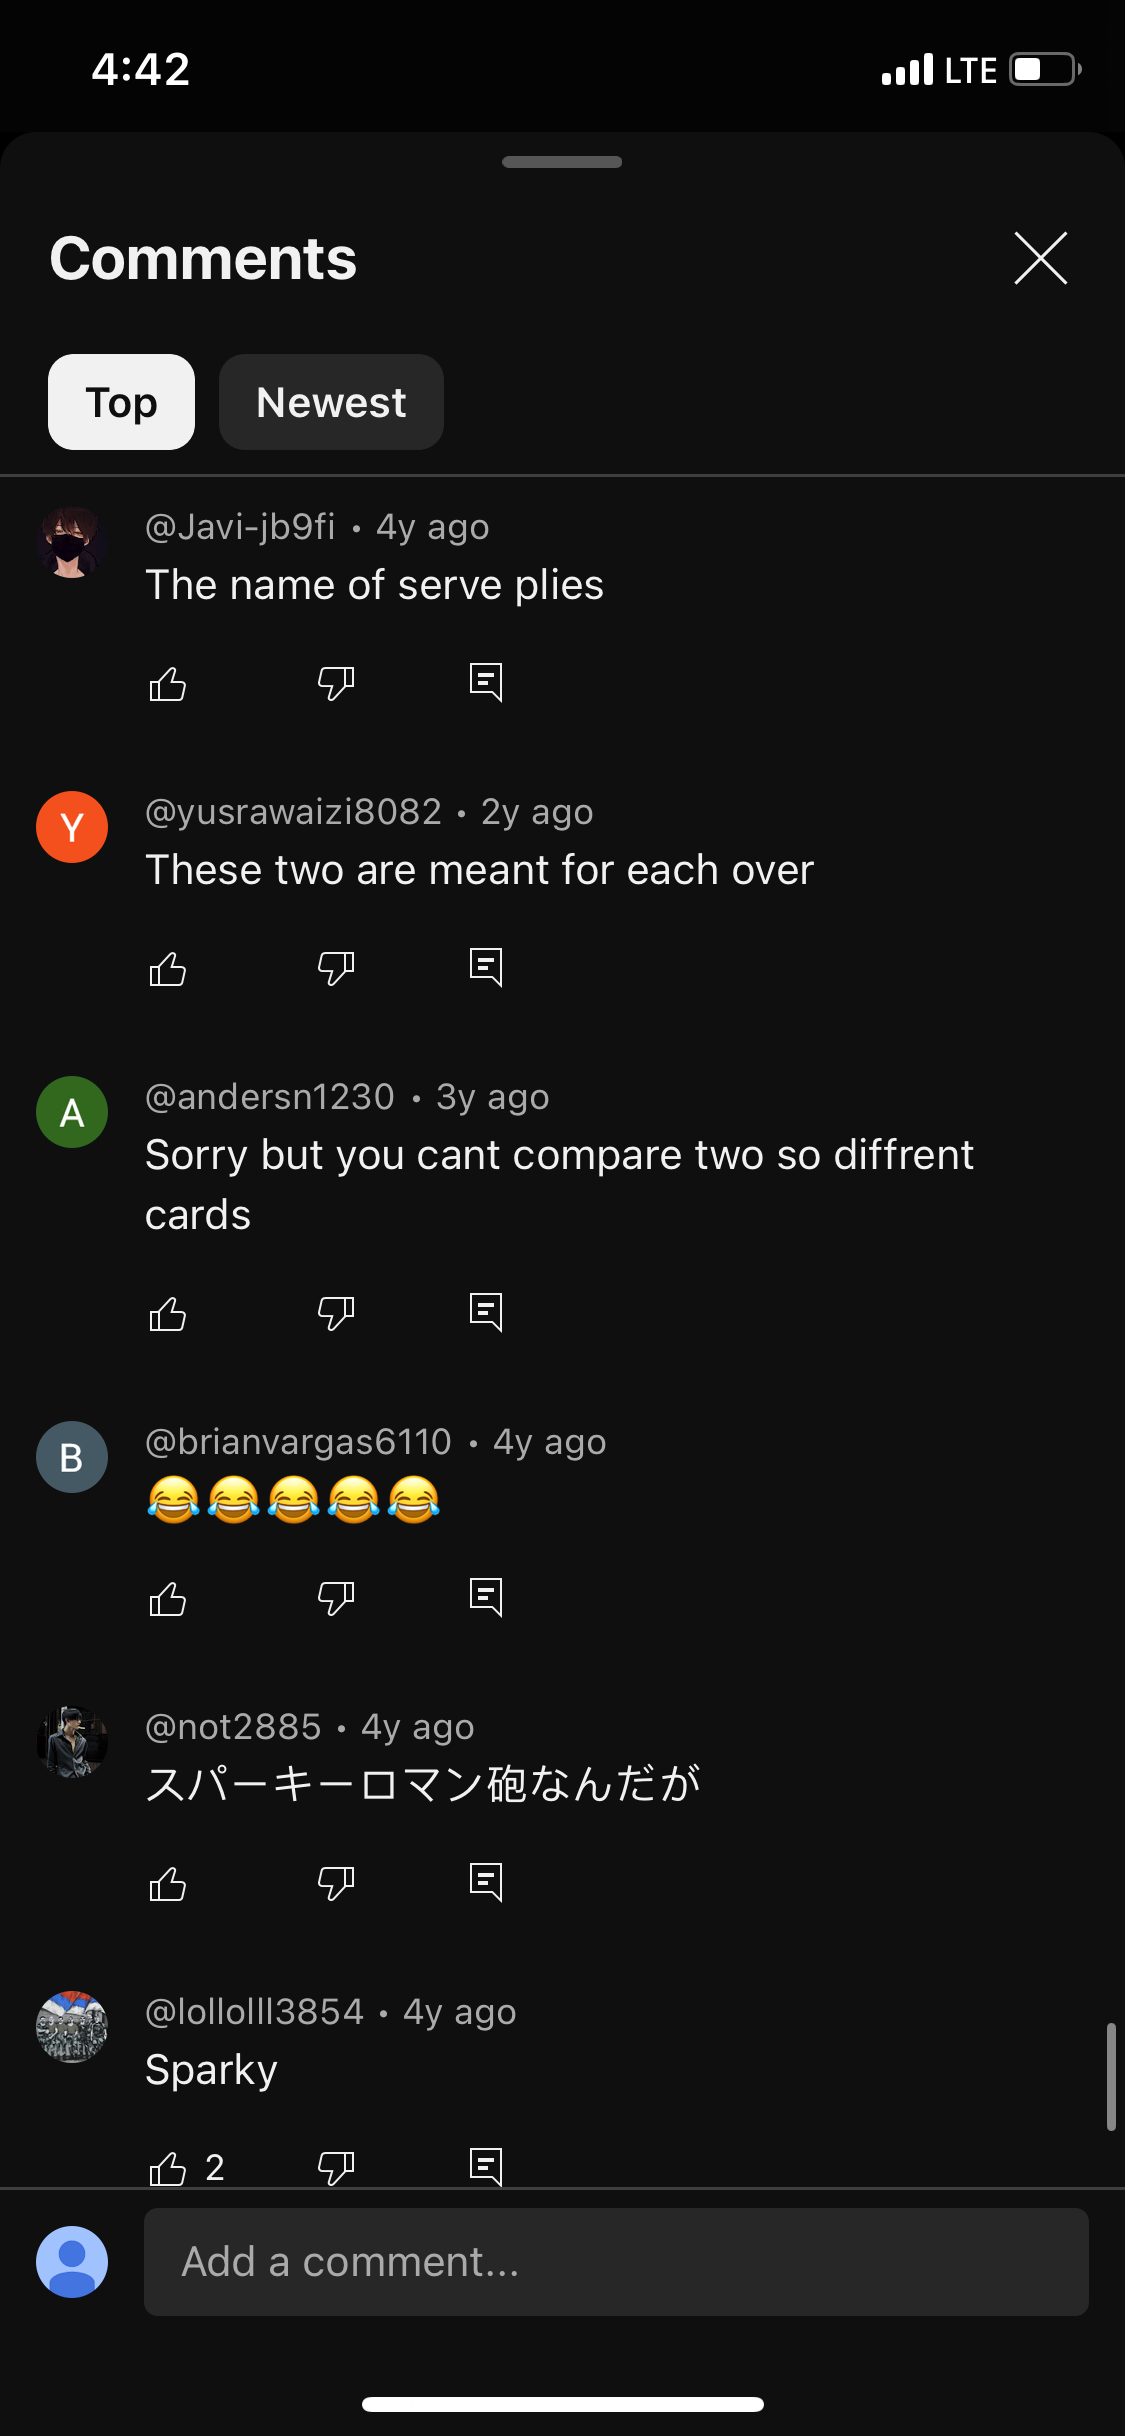 4:42 LTE
Comments
Top Newest
@Javi-jb9fi • 4y ago
The name of serve plies
Y
@yusrawaizi8082 • 2y ago
These two are meant for each over
A
@andersn1230 • 3y ago
Sorry but you cant compare two so diffrent
cards
B
@brianvargas6110 • 4y ago
😂😂😂😂😂
@not2885 • 4y ago
スパーキーロマン砲なんだが
@lollolll3854 • 4y ago
Sparky
2
Add a comment...